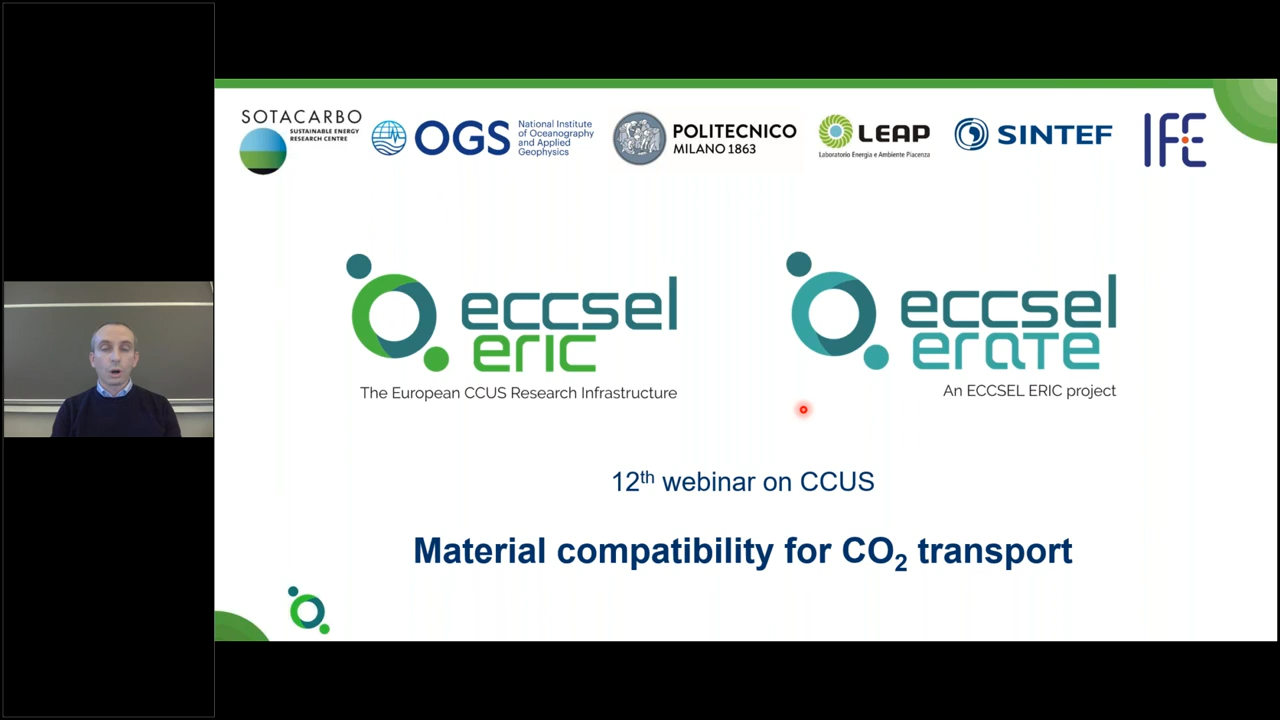 SOTACARBO
SUSTAINABLE ENERGY
RESEARCH CENTRE
OGS
National Institute
of Oceanography
and Applied
Geophysics
POLITECNICO
MILANO 1863
LEAP
Laboratorio Energia e Ambiente Piacenza
SINTEF
IFE
eccsel
eric
The European CCUS Research Infrastructure
eccsel
erate
An ECCSEL ERIC project
12th webinar on CCUS
Material compatibility for CO₂ transport